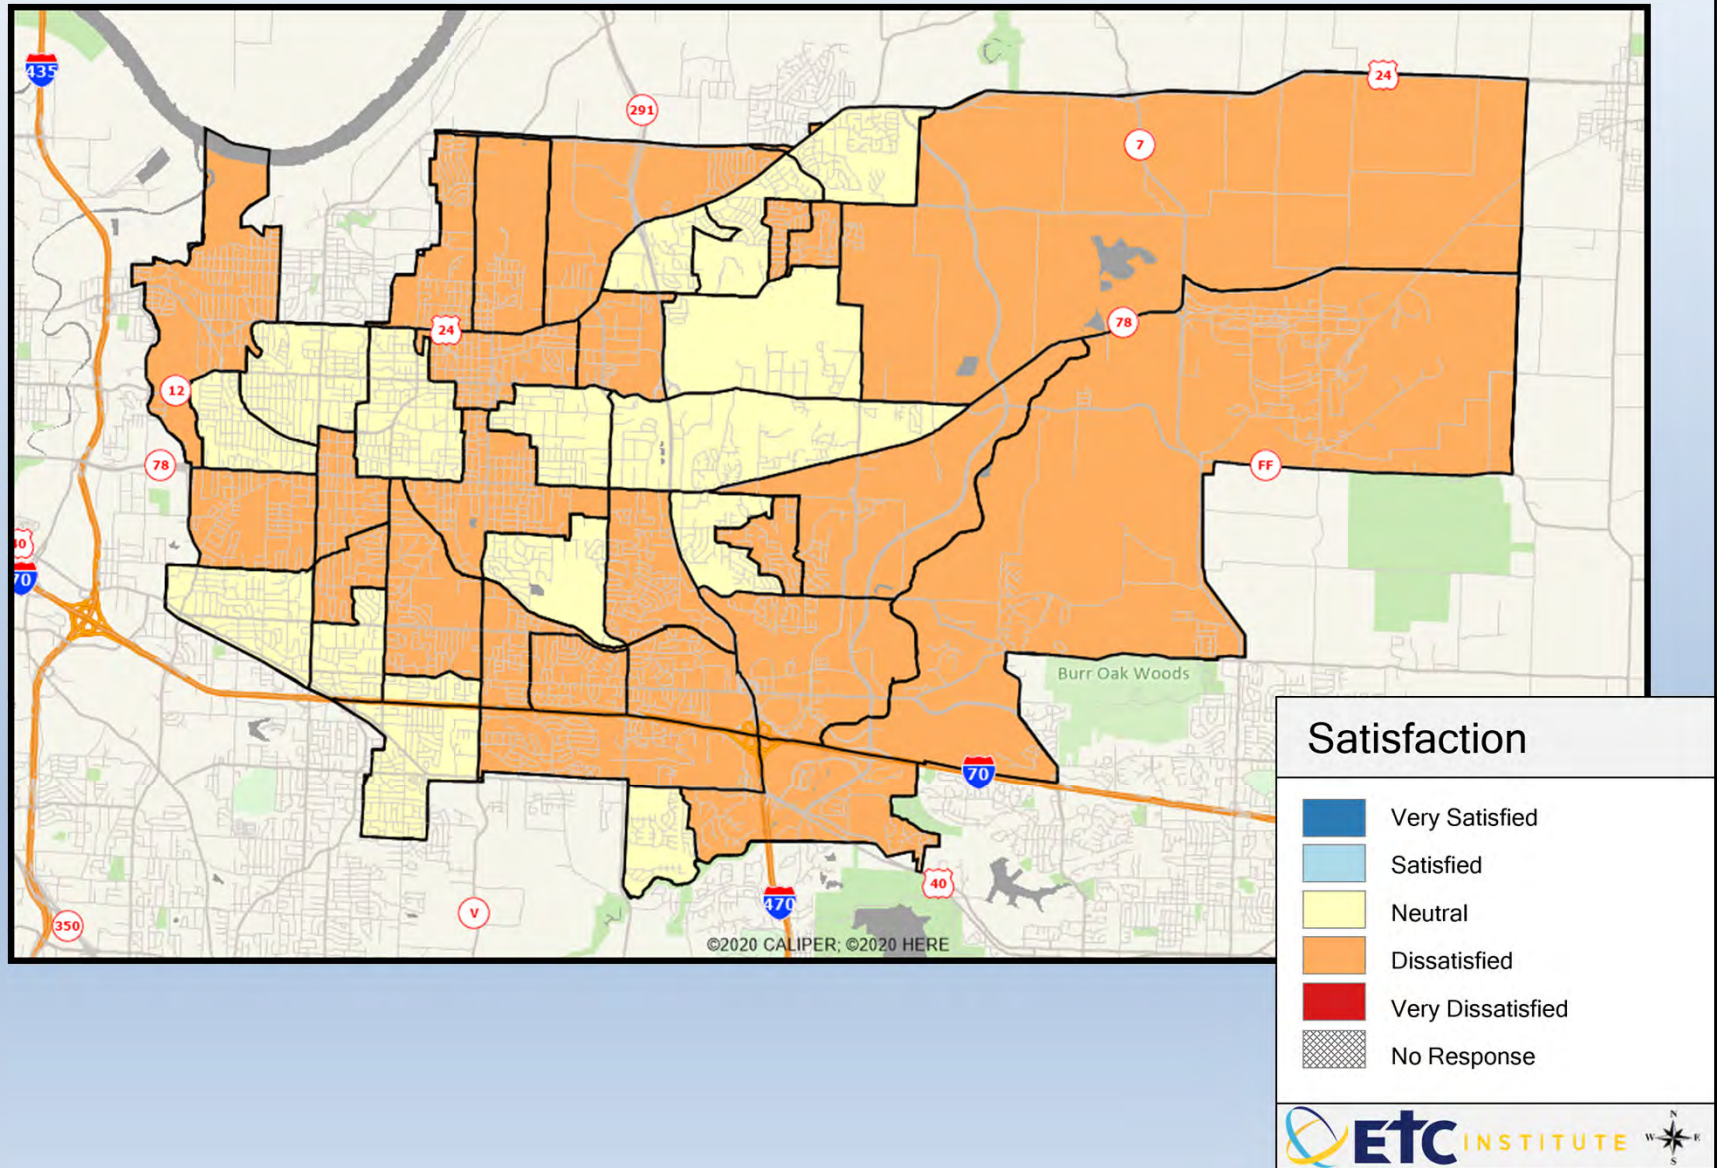 435
24
291
7
24
78
12
78
FF
40
70
Burr Oak Woods
70
40
470
V
350
©2020 CALIPER; ©2020 HERE
Satisfaction
Very Satisfied
Satisfied
Neutral
Dissatisfied
Very Dissatisfied
No Response
ETC INSTITUTE
N
W E
S